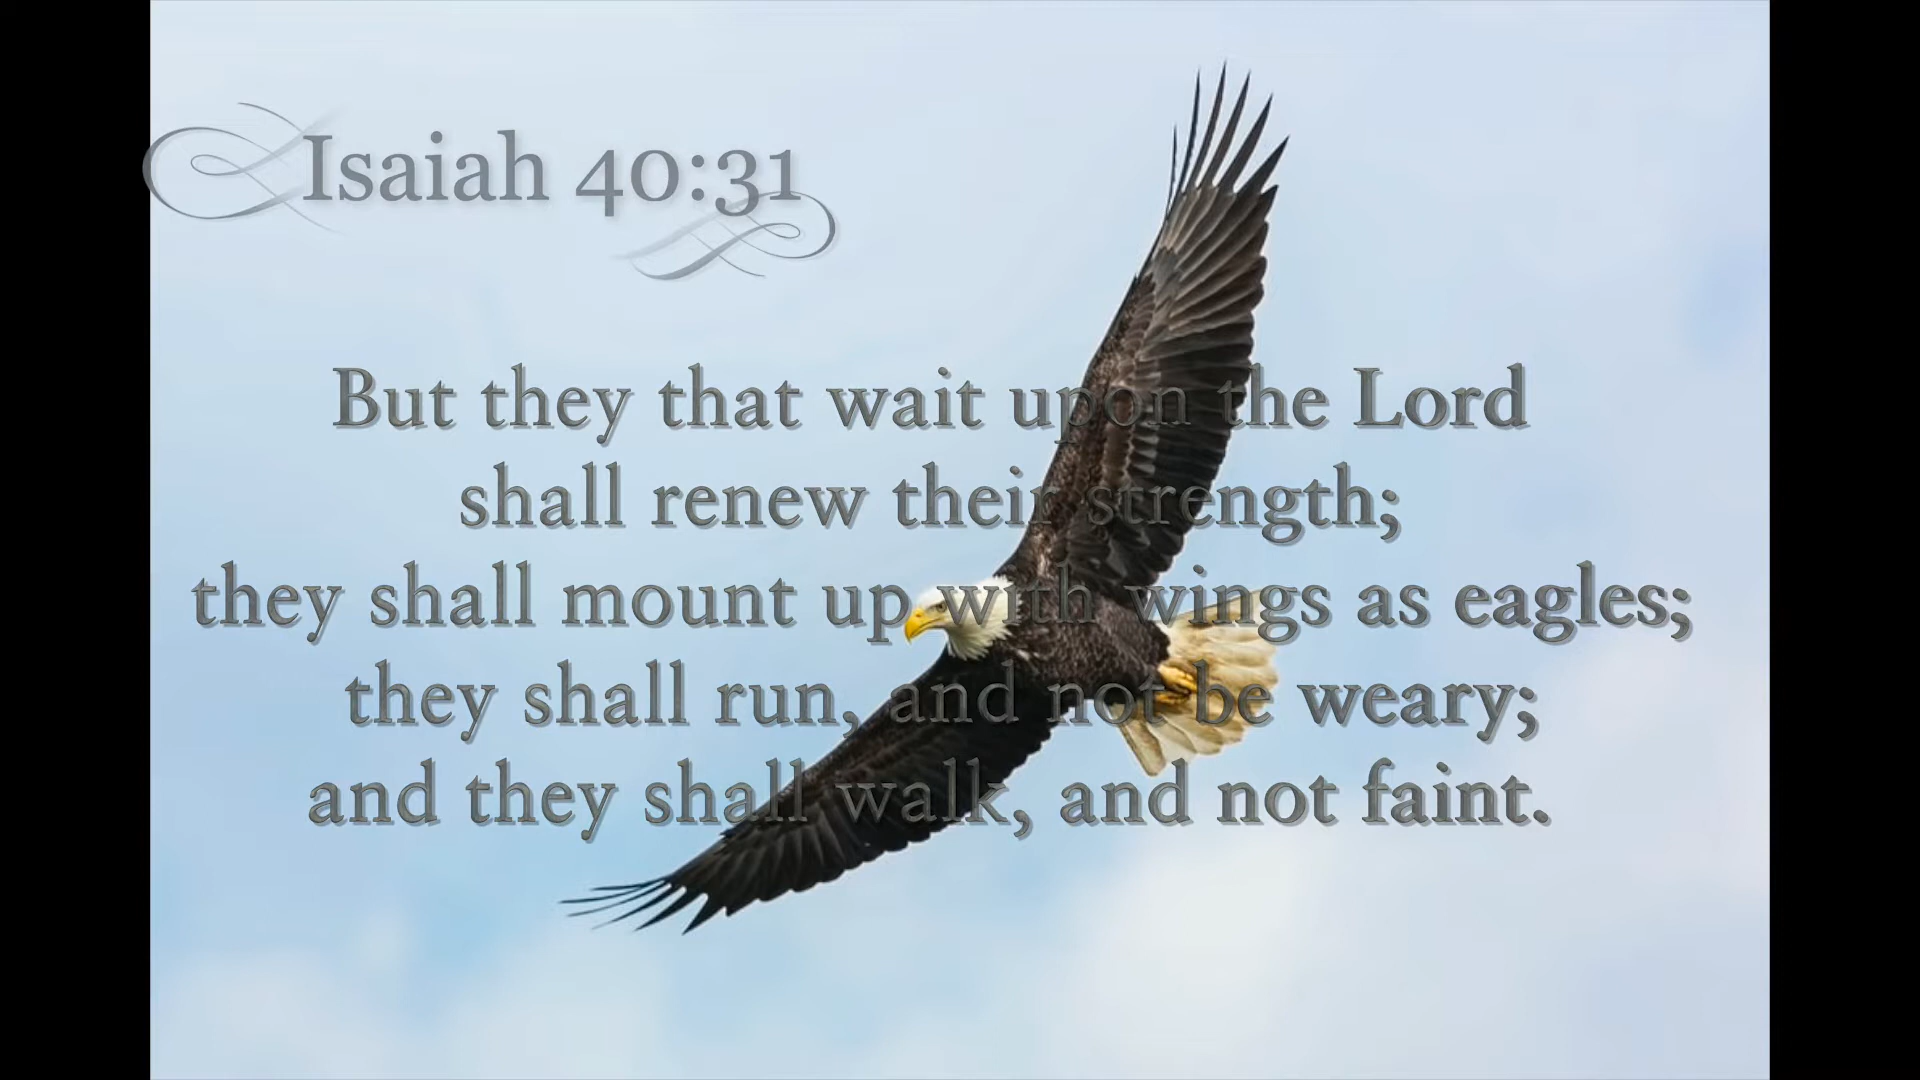 Isaiah 40:31
But they that wait upon the Lord
shall renew their strength;
they shall mount up with wings as eagles;
they shall run, and not be weary;
and they shall walk, and not faint.